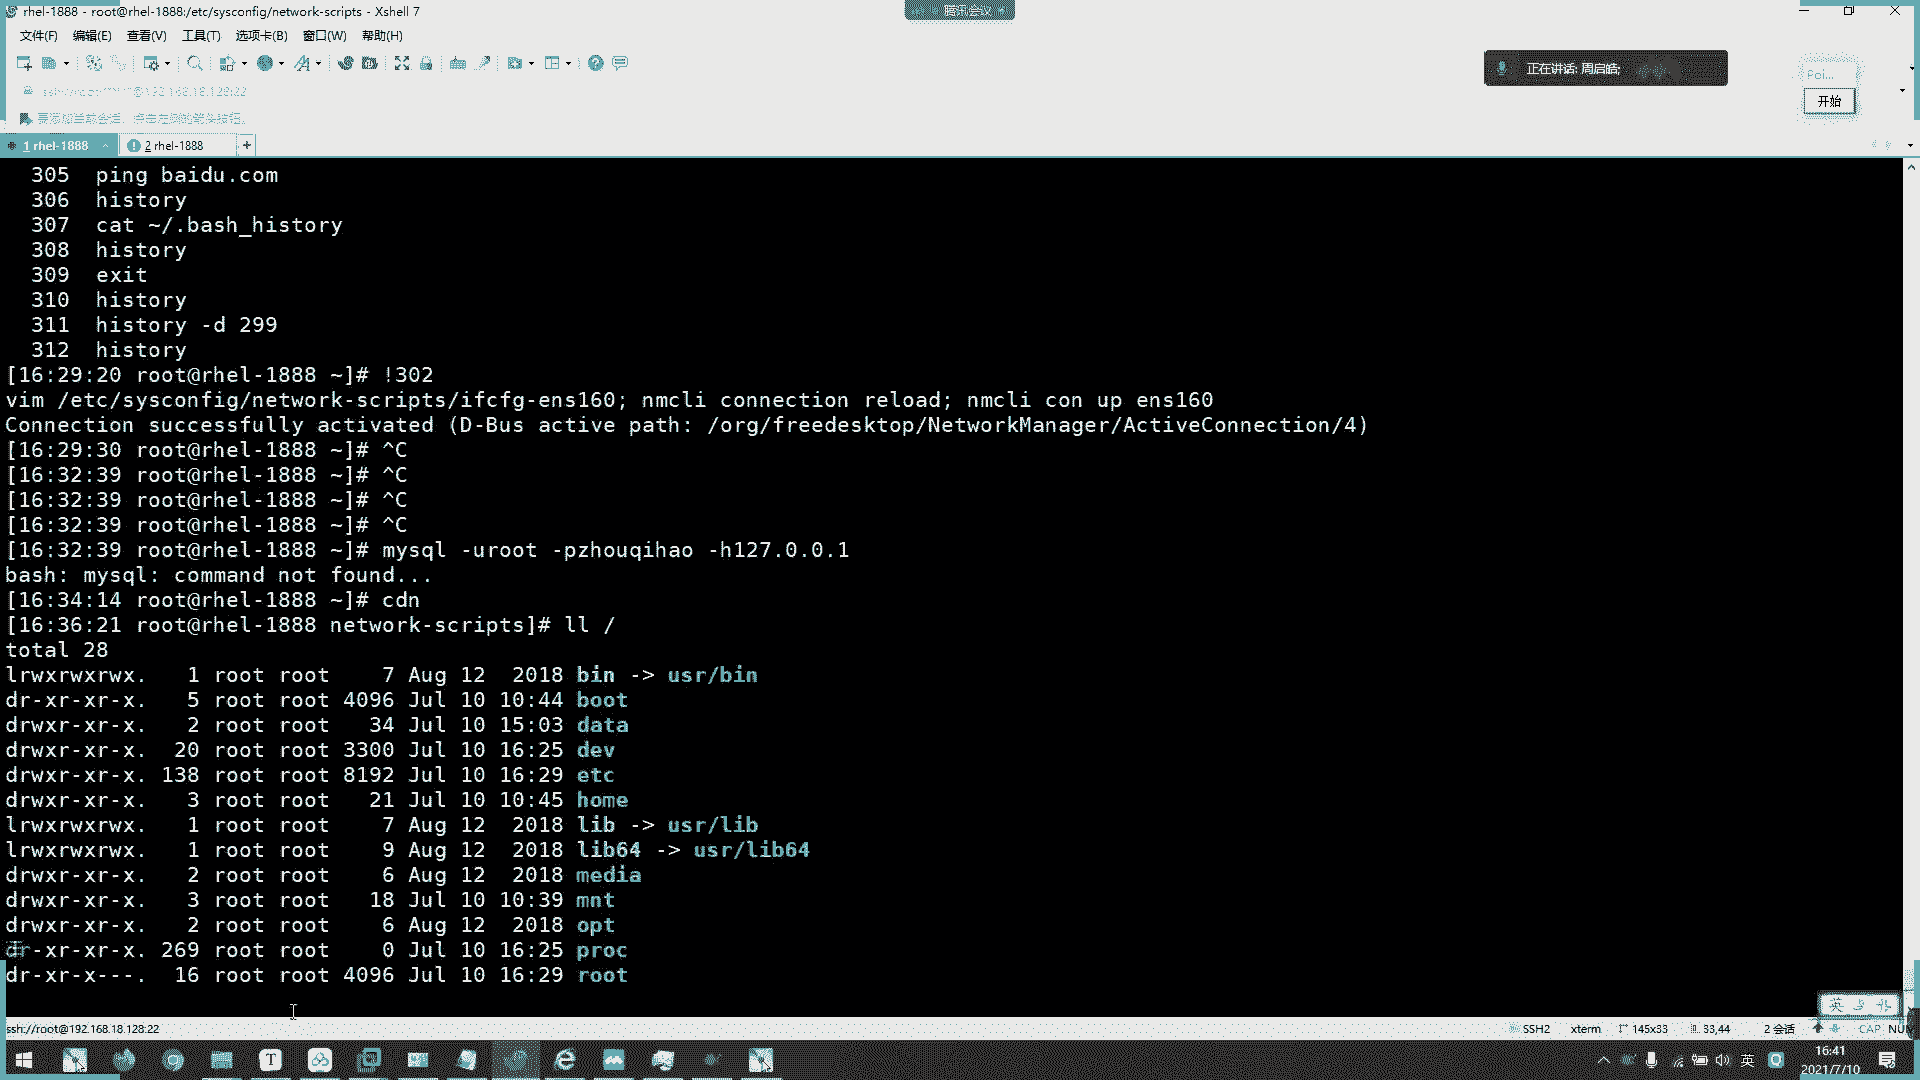 rhel-1888 - root@rhel-1888:/etc/sysconfig/network-scripts - Xshell 7
腾讯会议
文件(F) 编辑(E) 查看(V) 工具(T) 选项卡(B) 窗口(W) 帮助(H)
正在讲话: 周启皓;
Poi...
开始
1 rhel-1888
2 rhel-1888
305 ping baidu.com
306 history
307 cat ~/.bash_history
308 history
309 exit
310 history
311 history -d 299
312 history
[16:29:20 root@rhel-1888 ~]# !302
vim /etc/sysconfig/network-scripts/ifcfg-ens160; nmcli connection reload; nmcli con up ens160
Connection successfully activated (D-Bus active path: /org/freedesktop/NetworkManager/ActiveConnection/4)
[16:29:30 root@rhel-1888 ~]# ^C
[16:32:39 root@rhel-1888 ~]# ^C
[16:32:39 root@rhel-1888 ~]# ^C
[16:32:39 root@rhel-1888 ~]# ^C
[16:32:39 root@rhel-1888 ~]# mysql -uroot -pzhouqihao -h127.0.0.1
bash: mysql: command not found...
[16:34:14 root@rhel-1888 ~]# cdn
[16:36:21 root@rhel-1888 network-scripts]# ll /
total 28
lrwxrwxrwx. 1 root root 7 Aug 12 2018 bin -> usr/bin
dr-xr-xr-x. 5 root root 4096 Jul 10 10:44 boot
drwxr-xr-x. 2 root root 34 Jul 10 15:03 data
drwxr-xr-x. 20 root root 3300 Jul 10 16:25 dev
drwxr-xr-x. 138 root root 8192 Jul 10 16:29 etc
drwxr-xr-x. 3 root root 21 Jul 10 10:45 home
lrwxrwxrwx. 1 root root 7 Aug 12 2018 lib -> usr/lib
lrwxrwxrwx. 1 root root 9 Aug 12 2018 lib64 -> usr/lib64
drwxr-xr-x. 2 root root 6 Aug 12 2018 media
drwxr-xr-x. 3 root root 18 Jul 10 10:39 mnt
drwxr-xr-x. 2 root root 6 Aug 12 2018 opt
dr-xr-xr-x. 269 root root 0 Jul 10 16:25 proc
dr-xr-x---. 16 root root 4096 Jul 10 16:29 root
英
ssh://root@192.168.18.128:22
SSH2 xterm 145x33 33,44 2 会话 CAP NUM
英
16:41
2021/7/10